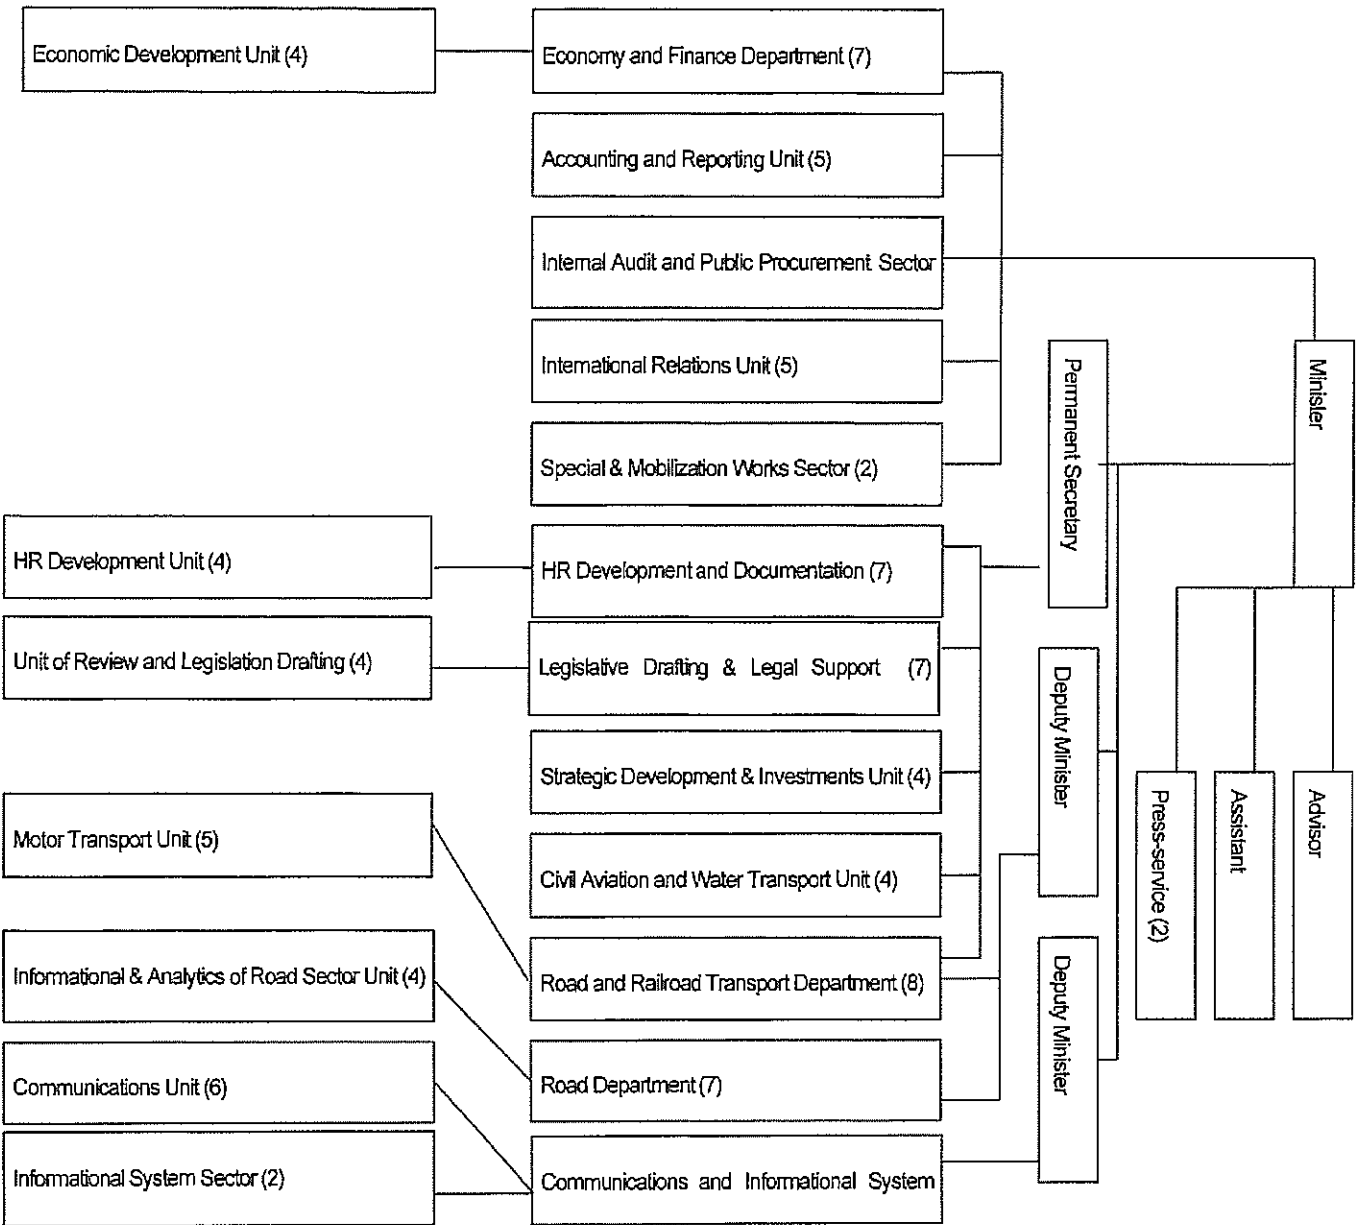 Economic Development Unit (4)
Economy and Finance Department (7)
Accounting and Reporting Unit (5)
Internal Audit and Public Procurement Sector
International Relations Unit (5)
Special & Mobilization Works Sector (2)
HR Development Unit (4)
HR Development and Documentation (7)
Unit of Review and Legislation Drafting (4)
Legislative Drafting & Legal Support (7)
Strategic Development & Investments Unit (4)
Motor Transport Unit (5)
Civil Aviation and Water Transport Unit (4)
Informational & Analytics of Road Sector Unit (4)
Road and Railroad Transport Department (8)
Communications Unit (6)
Road Department (7)
Informational System Sector (2)
Communications and Informational System
Permanent Secretary
Deputy Minister
Deputy Minister
Minister
Press-service (2)
Assistant
Advisor